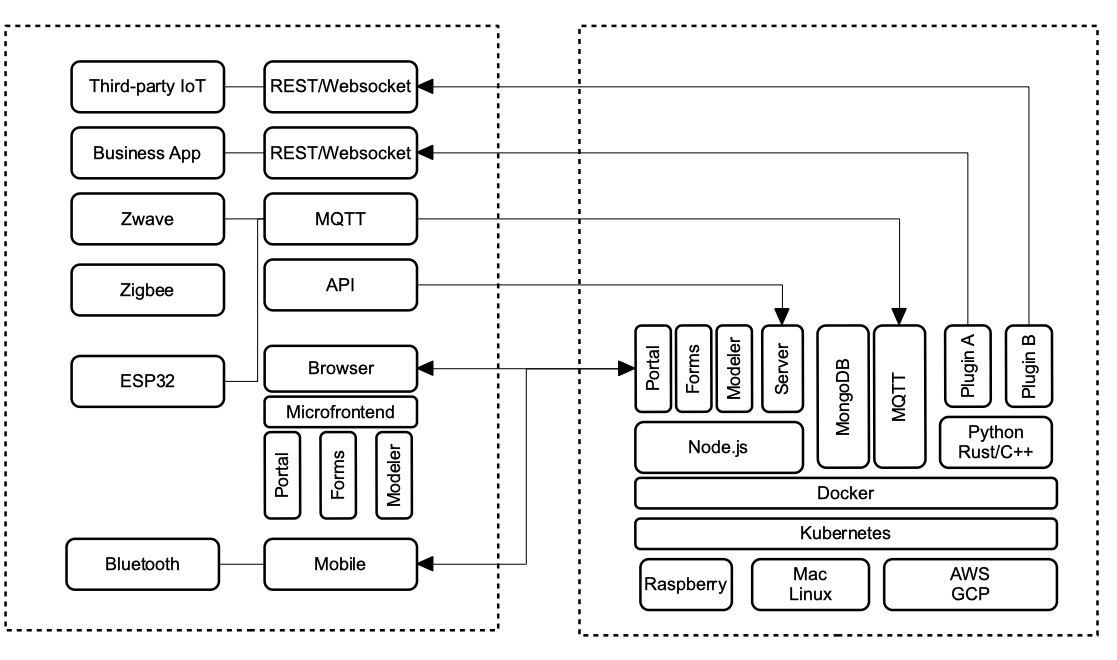 Third-party IoT
REST/Websocket
Business App
REST/Websocket
Zwave
MQTT
Zigbee
API
ESP32
Browser
Microfrontend
Portal
Forms
Modeler
Bluetooth
Mobile
Portal
Forms
Modeler
Server
MongoDB
MQTT
Plugin A
Plugin B
Node.js
Python
Rust/C++
Docker
Kubernetes
Raspberry
Mac
Linux
AWS
GCP